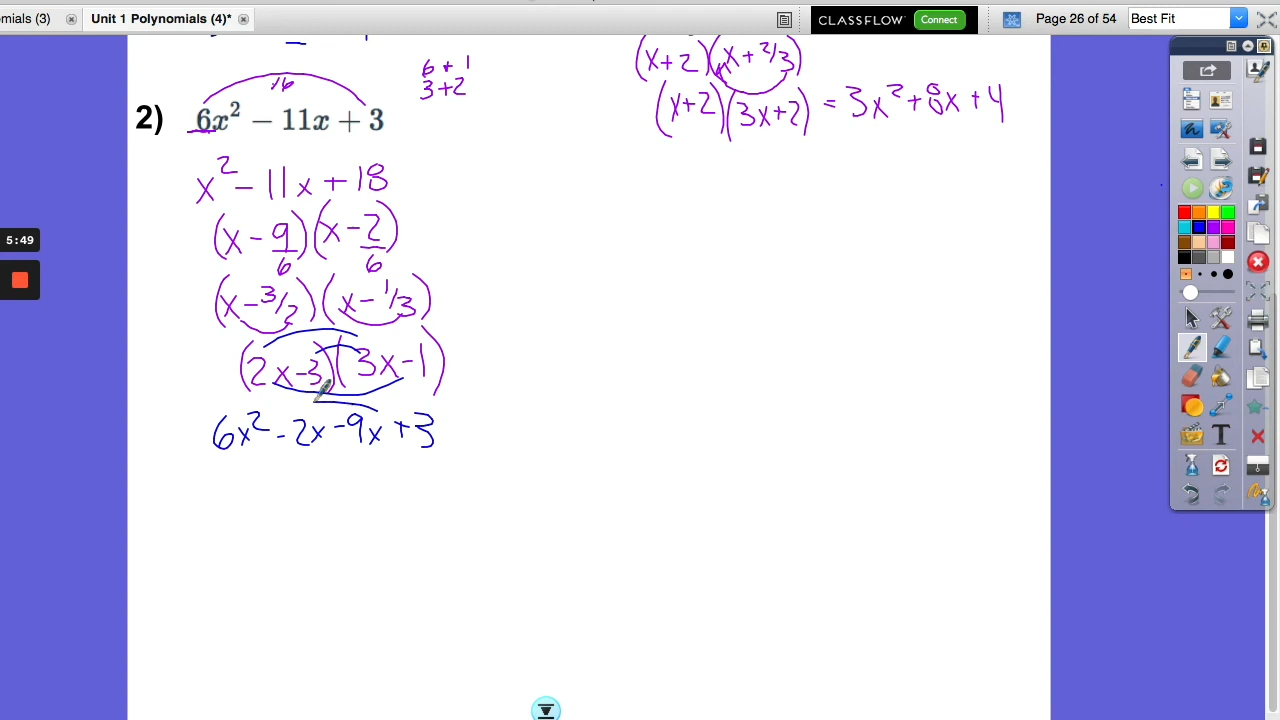 omials (3)
Unit 1 Polynomials (4)*
CLASSFLOW
Connect
Page 26 of 54
Best Fit
5:49
6 + 1
3 + 2
2) 6x² − 11x + 3
x² − 11x + 18
(x − 9/6)(x − 2/6)
(x − 3/2)(x − 1/3)
(2x − 3)(3x − 1)
6x² − 2x − 9x + 3
(x + 2)(x + 2/3)
(x + 2)(3x + 2) = 3x² + 8x + 4
T